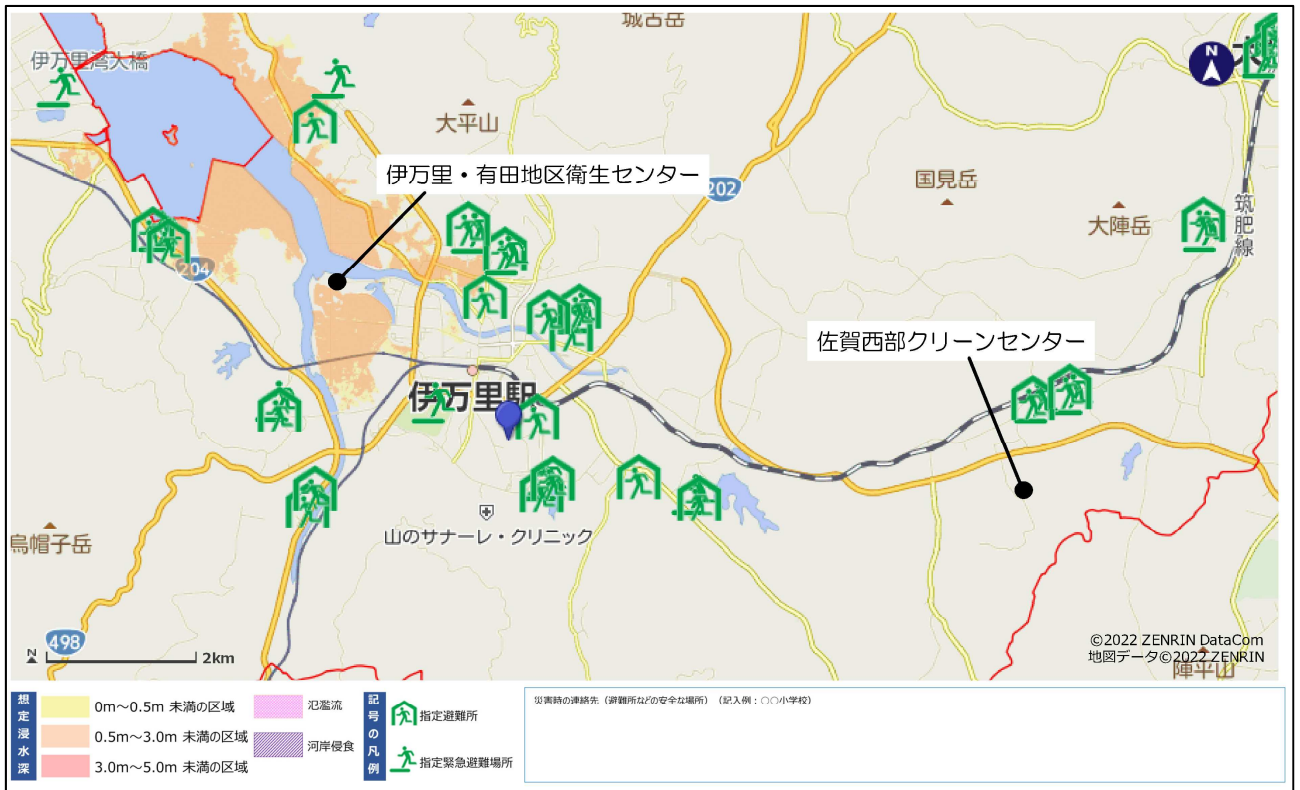 城古岳
伊万里湾大橋
N
大平山
伊万里・有田地区衛生センター
202
国見岳
大陣岳
筑肥線
204
佐賀西部クリーンセンター
伊万里駅
山のサナーレ・クリニック
烏帽子岳
498
N
2km
©2022 ZENRIN DataCom
地図データ©2022 ZENRIN
陣平山
想定浸水深
0m～0.5m 未満の区域
0.5m～3.0m 未満の区域
3.0m～5.0m 未満の区域
氾濫流
河岸侵食
記号の凡例
指定避難所
指定緊急避難場所
災害時の連絡先（避難所などの安全な場所）（記入例：○○小学校）